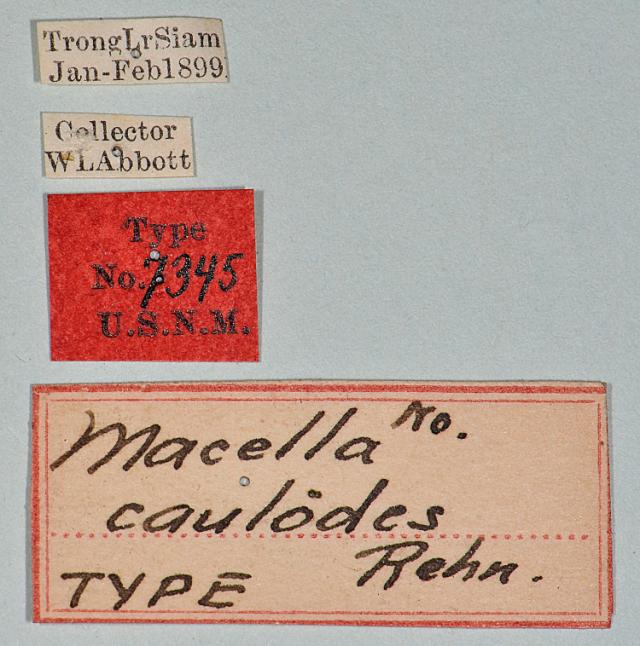 TrongLrSiam
Jan-Feb1899.
Collector
WLAbbott
Type
No.7345
U.S.N.M.
Macella No.
caulödes
Rehn.
TYPE